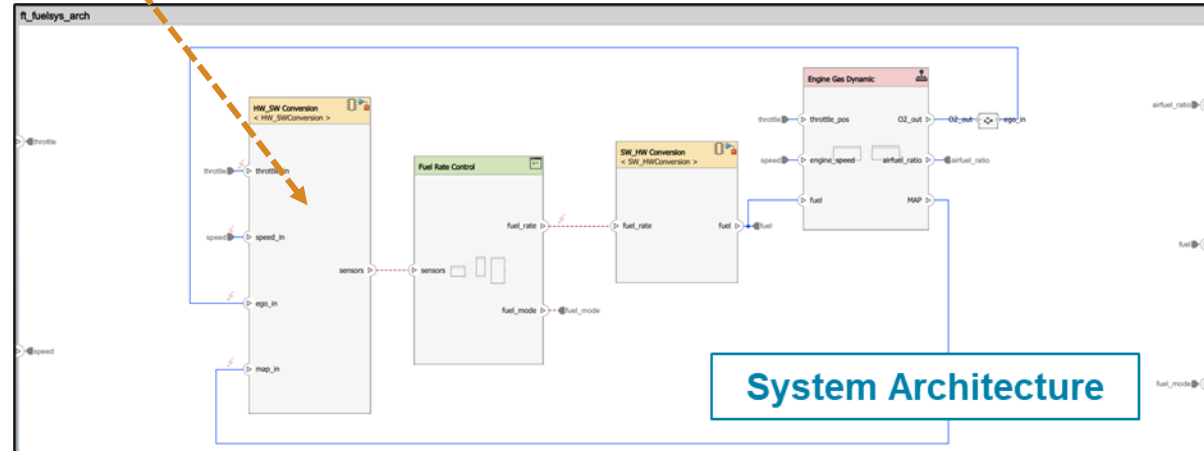 ft_fuelsys_arch
throttle
speed
HW_SW Conversion
< HW_SWConversion >
throttle
throttle_in
speed
speed_in
ego_in
map_in
sensors
Fuel Rate Control
sensors
fuel_rate
fuel_mode
fuel_mode
SW_HW Conversion
< SW_HWConversion >
fuel_rate
fuel
fuel
Engine Gas Dynamic
throttle
throttle_pos
speed
engine_speed
fuel
O2_out
airfuel_ratio
MAP
O2_out
ego_in
airfuel_ratio
airfuel_ratio
fuel
fuel_mode
System Architecture